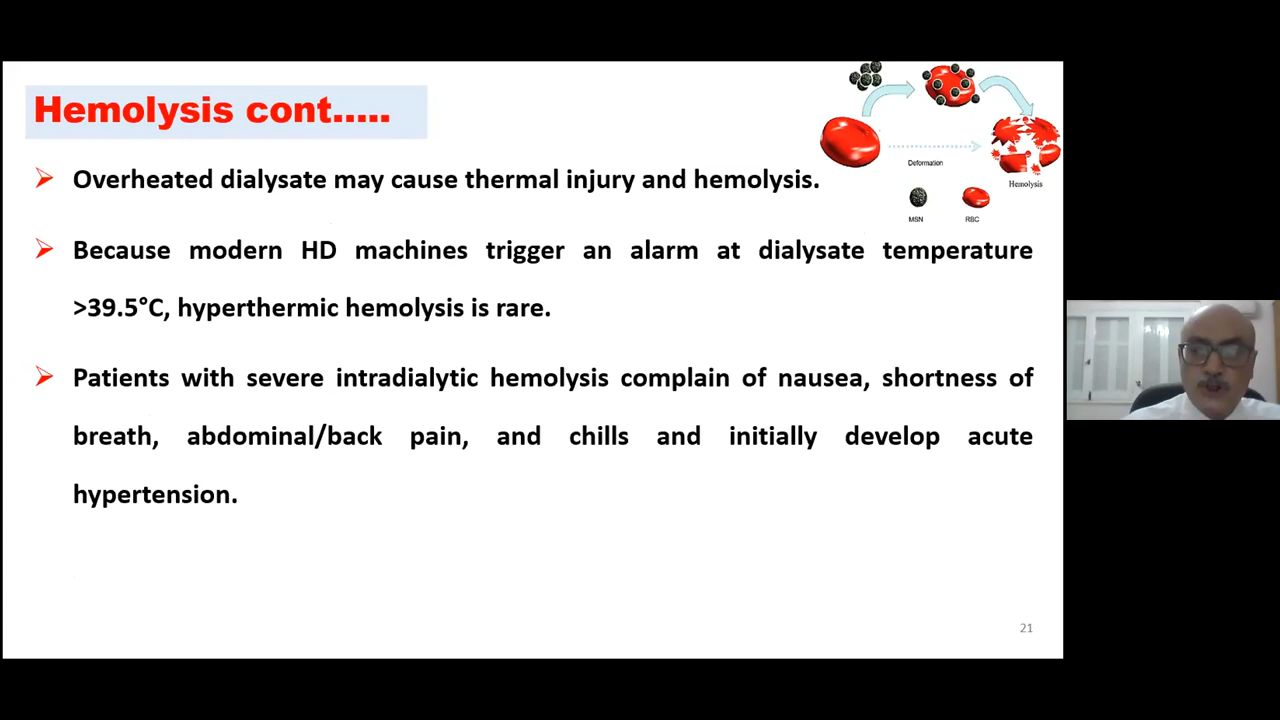 Hemolysis cont.....
Overheated dialysate may cause thermal injury and hemolysis.
Because modern HD machines trigger an alarm at dialysate temperature
>39.5°C, hyperthermic hemolysis is rare.
Patients with severe intradialytic hemolysis complain of nausea, shortness of
breath, abdominal/back pain, and chills and initially develop acute
hypertension.
Deformation
Hemolysis
MSN
RBC
21